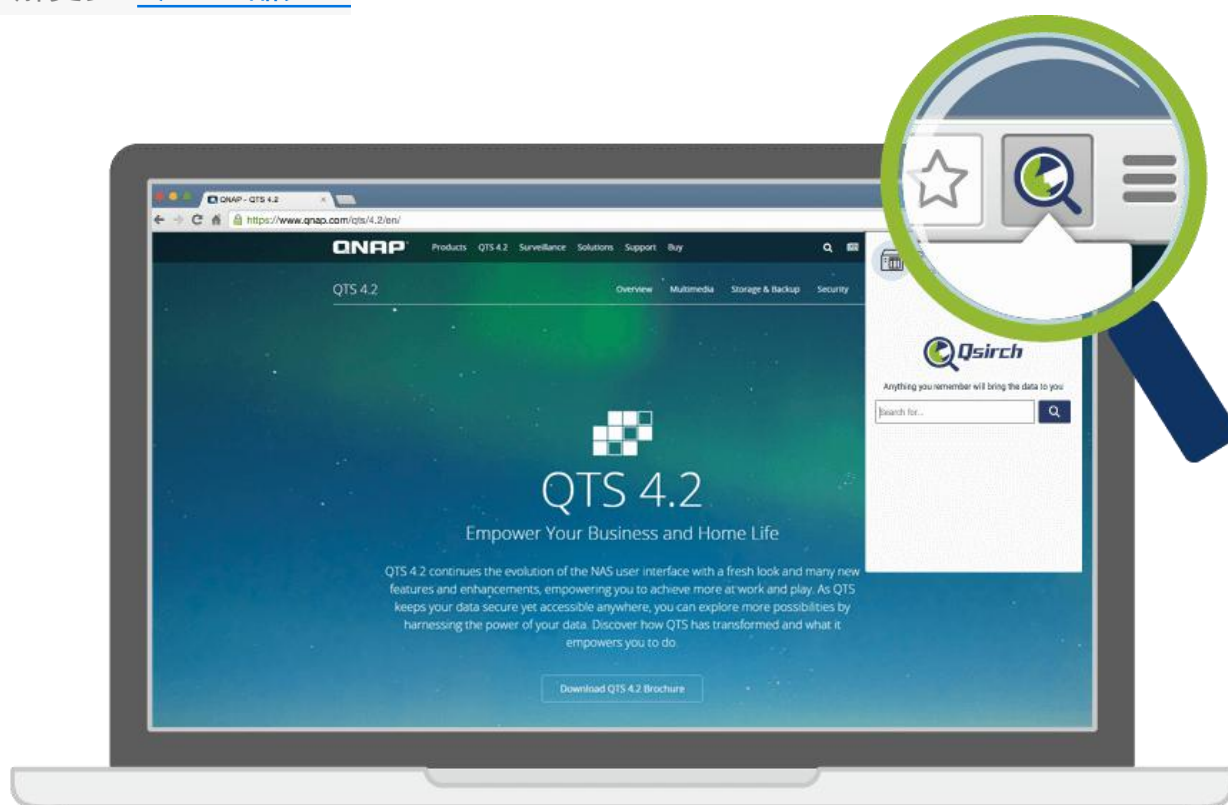 QNAP - QTS 4.2
https://www.qnap.com/qts/4.2/en/
QNAP Products QTS 4.2 Surveillance Solutions Support Buy
QTS 4.2 Overview Multimedia Storage & Backup Security
Qsirch
Anything you remember will bring the data to you
Search for...
QTS 4.2
Empower Your Business and Home Life
QTS 4.2 continues the evolution of the NAS user interface with a fresh look and many new
features and enhancements, empowering you to achieve more at work and play. As QTS
keeps your data secure yet accessible anywhere, you can explore more possibilities by
harnessing the power of your data. Discover how QTS has transformed and what it
empowers you to do.
Download QTS 4.2 Brochure